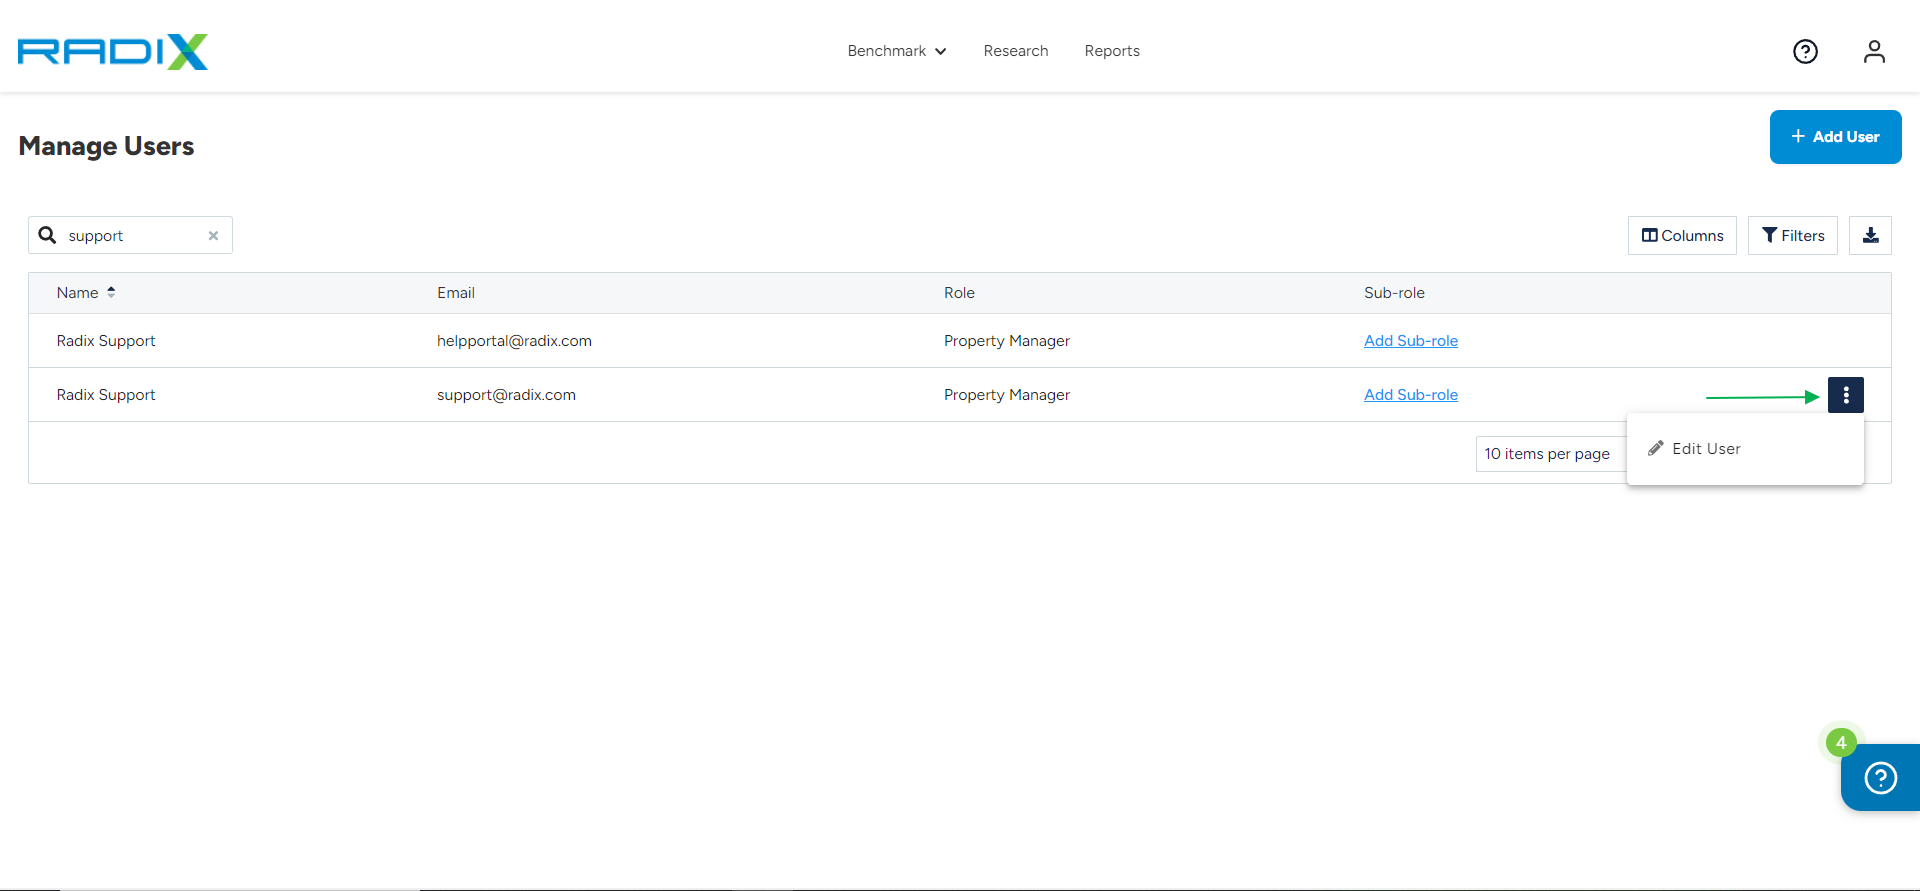 RADIX
Benchmark Research Reports
Manage Users
+ Add User
support
Columns Filters
Name Email Role Sub-role
Radix Support helpportal@radix.com Property Manager Add Sub-role
Radix Support support@radix.com Property Manager Add Sub-role
10 items per page
Edit User
4